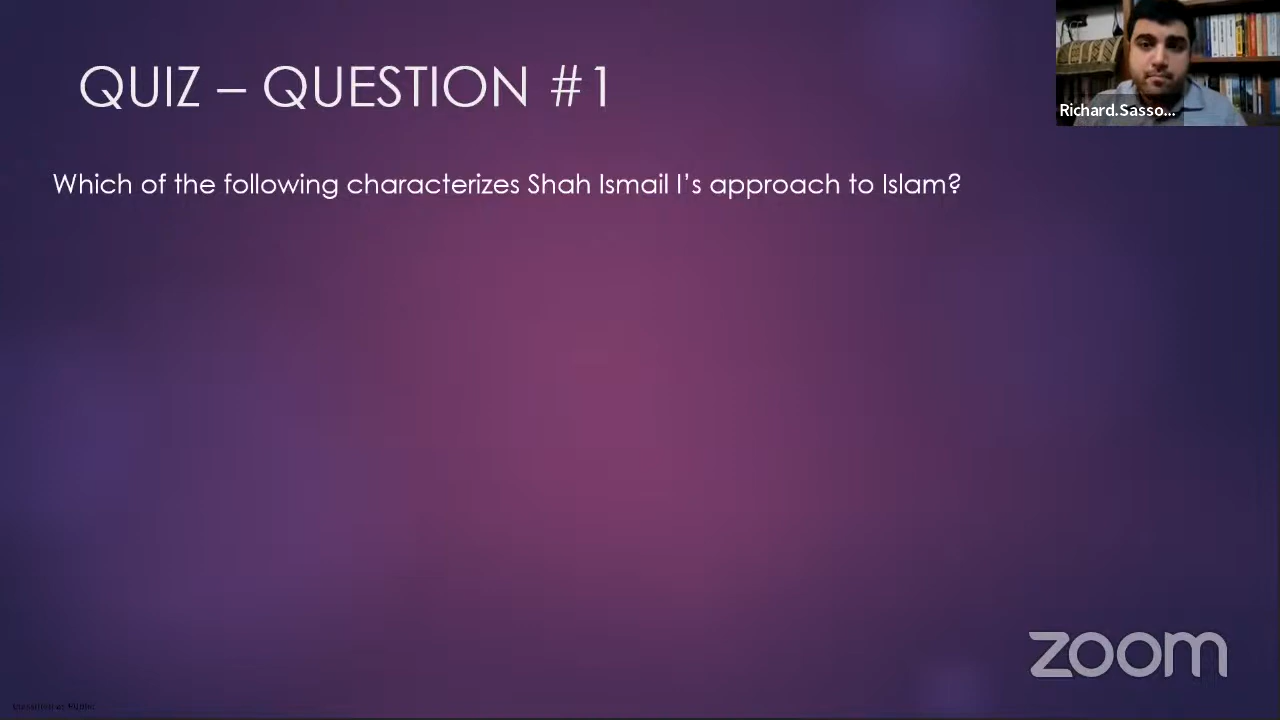 QUIZ – QUESTION #1
Richard.Sasso...
Which of the following characterizes Shah Ismail I’s approach to Islam?
zoom